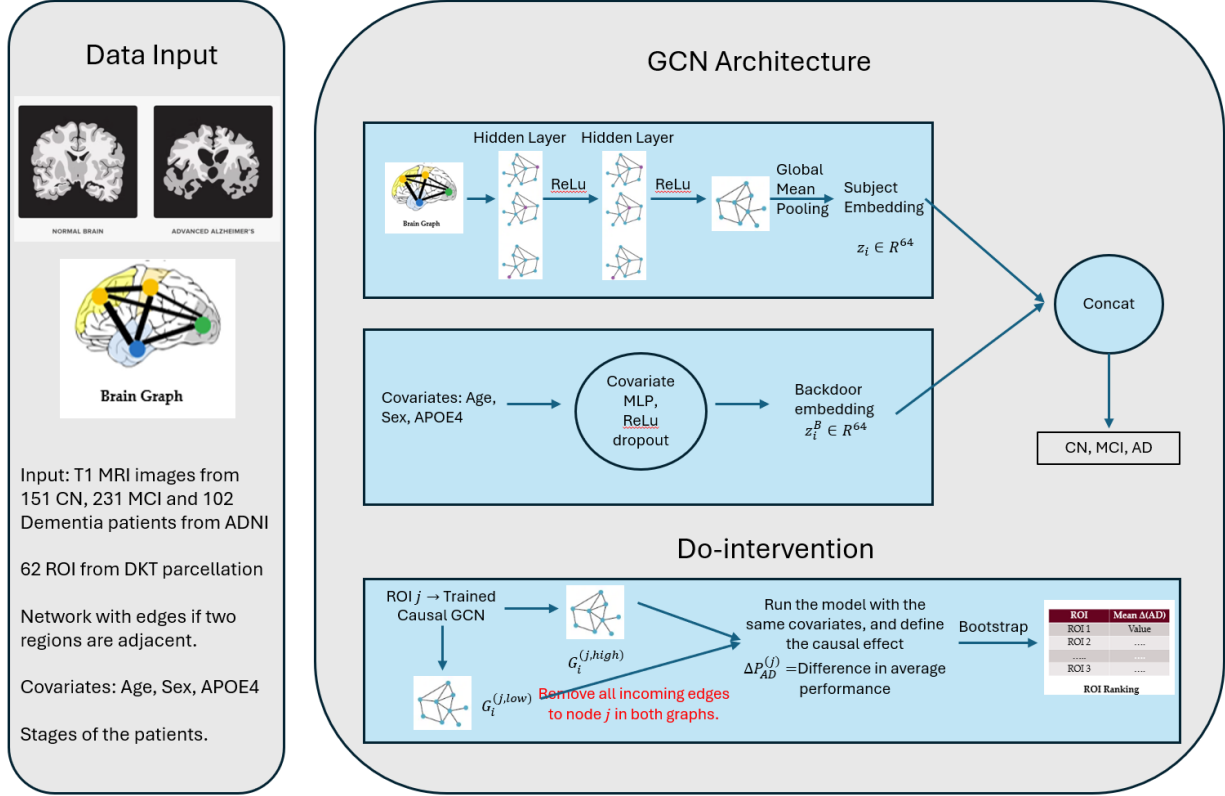 Data Input
NORMAL BRAIN
ADVANCED ALZHEIMER'S
Brain Graph
Input: T1 MRI images from
151 CN, 231 MCI and 102
Dementia patients from ADNI
62 ROI from DKT parcellation
Network with edges if two
regions are adjacent.
Covariates: Age, Sex, APOE4
Stages of the patients.
GCN Architecture
Brain Graph
Hidden Layer
ReLu
Hidden Layer
ReLu
Global
Mean
Pooling
Subject
Embedding
z_i ∈ R^64
Covariates: Age,
Sex, APOE4
Covariate
MLP,
ReLu
dropout
Backdoor
embedding
z_i^B ∈ R^64
Concat
CN, MCI, AD
Do-intervention
ROI j → Trained
Causal GCN
G_i^(j,high)
G_i^(j,low)
Remove all incoming edges
to node j in both graphs.
Run the model with the
same covariates, and define
the causal effect
ΔP_AD^(j) =Difference in average
performance
Bootstrap
ROI Mean Δ(AD)
ROI 1 Value
ROI 2 ....
..... ....
ROI 3 ....
ROI Ranking